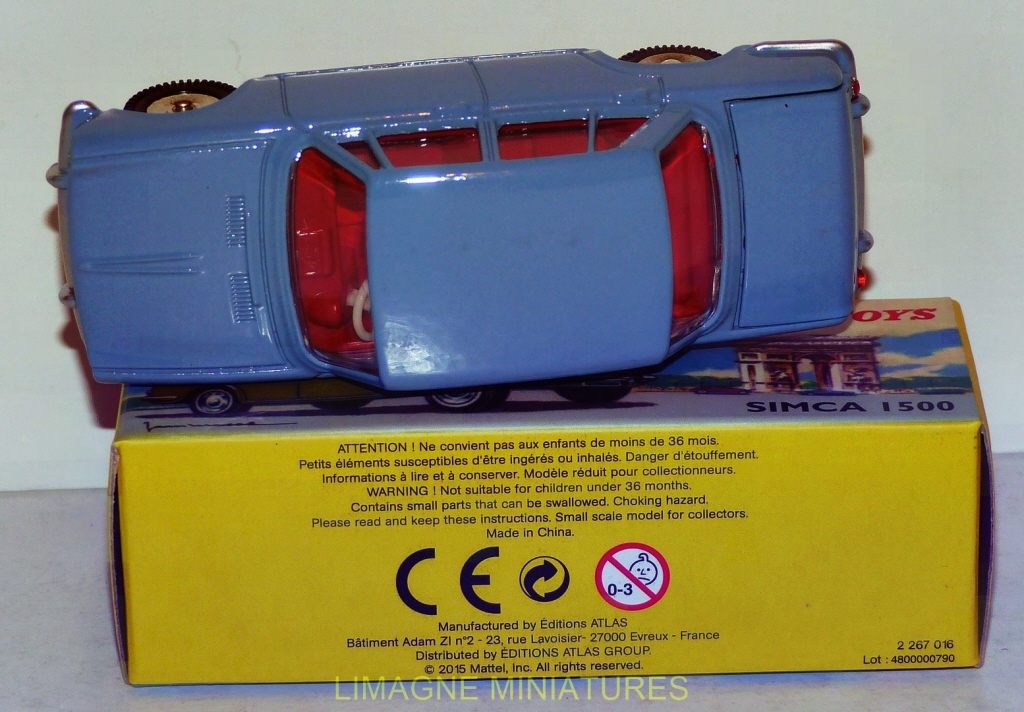 OYS
SIMCA 1500
ATTENTION ! Ne convient pas aux enfants de moins de 36 mois.
Petits éléments susceptibles d'être ingérés ou inhalés. Danger d'étouffement.
Informations à lire et à conserver. Modèle réduit pour collectionneurs.
WARNING ! Not suitable for children under 36 months.
Contains small parts that can be swallowed. Choking hazard.
Please read and keep these instructions. Small scale model for collectors.
Made in China.
CE
0-3
Manufactured by Éditions ATLAS
Bâtiment Adam ZI n°2 - 23, rue Lavoisier- 27000 Evreux - France
Distributed by ÉDITIONS ATLAS GROUP.
© 2015 Mattel, Inc. All rights reserved.
2 267 016
Lot : 4800000790
LIMAGNE MINIATURES